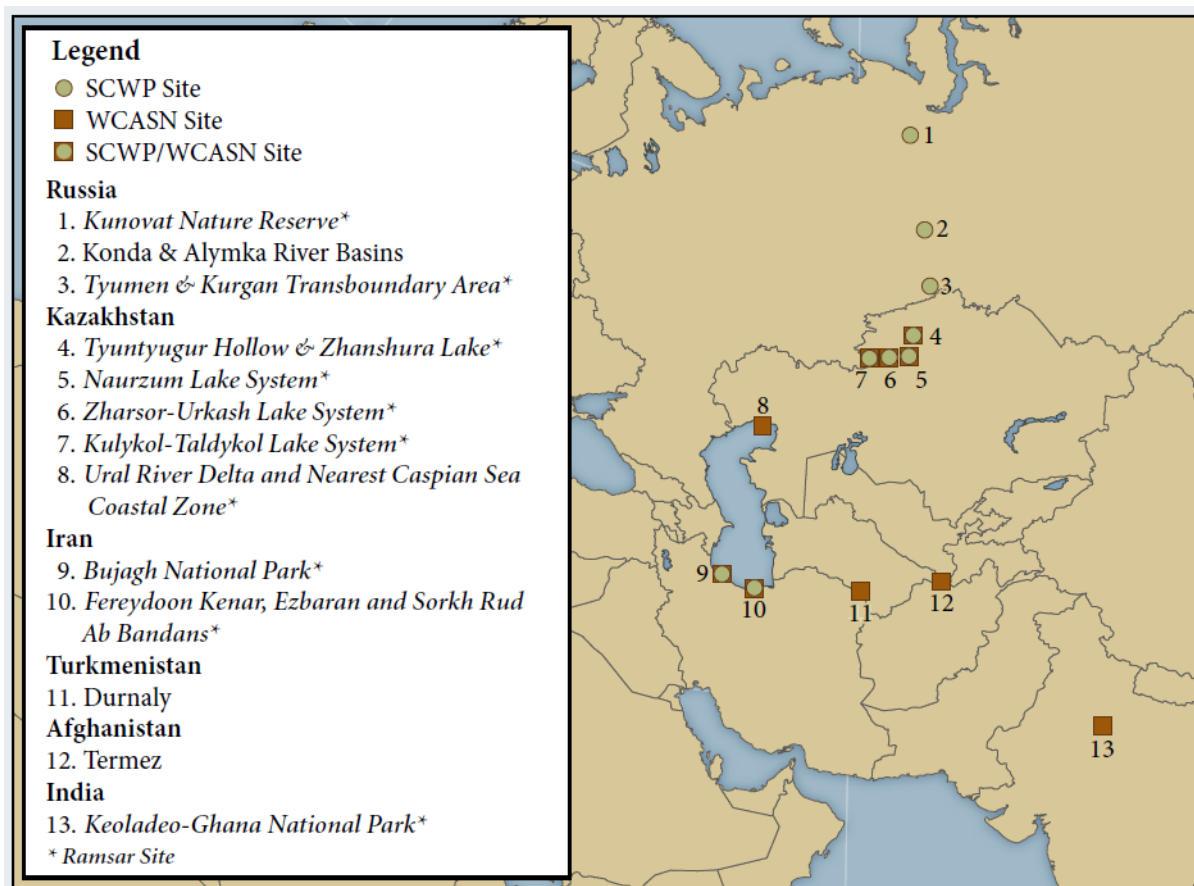 Legend
SCWP Site
WCASN Site
SCWP/WCASN Site
Russia
1. Kunovat Nature Reserve*
2. Konda & Alymka River Basins
3. Tyumen & Kurgan Transboundary Area*
Kazakhstan
4. Tyuntyugur Hollow & Zhanshura Lake*
5. Naurzum Lake System*
6. Zharsor-Urkash Lake System*
7. Kulykol-Taldykol Lake System*
8. Ural River Delta and Nearest Caspian Sea
Coastal Zone*
Iran
9. Bujagh National Park*
10. Fereydoon Kenar, Ezbaran and Sorkh Rud
Ab Bandans*
Turkmenistan
11. Durnaly
Afghanistan
12. Termez
India
13. Keoladeo-Ghana National Park*
* Ramsar Site
1
2
3
4
7 6 5
8
9
10
11
12
13